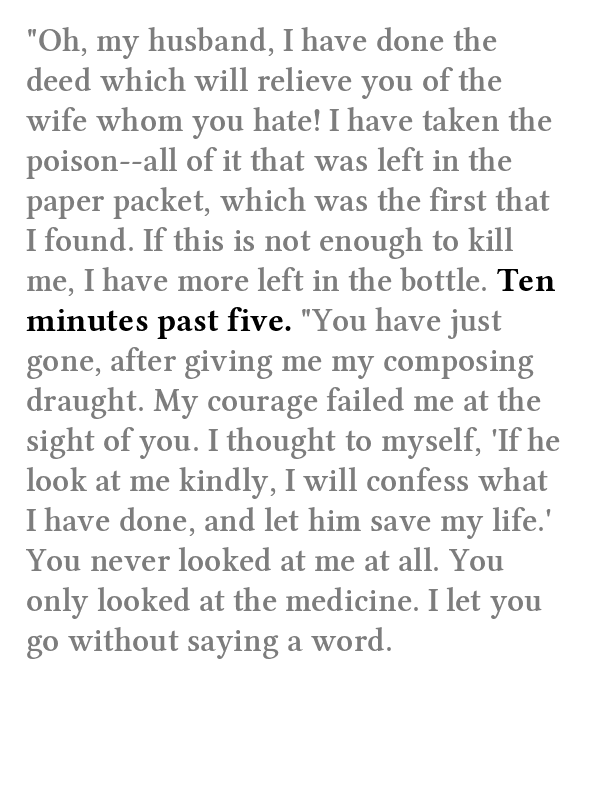 "Oh, my husband, I have done the
deed which will relieve you of the
wife whom you hate! I have taken the
poison--all of it that was left in the
paper packet, which was the first that
I found. If this is not enough to kill
me, I have more left in the bottle. Ten
minutes past five. "You have just
gone, after giving me my composing
draught. My courage failed me at the
sight of you. I thought to myself, 'If he
look at me kindly, I will confess what
I have done, and let him save my life.'
You never looked at me at all. You
only looked at the medicine. I let you
go without saying a word.